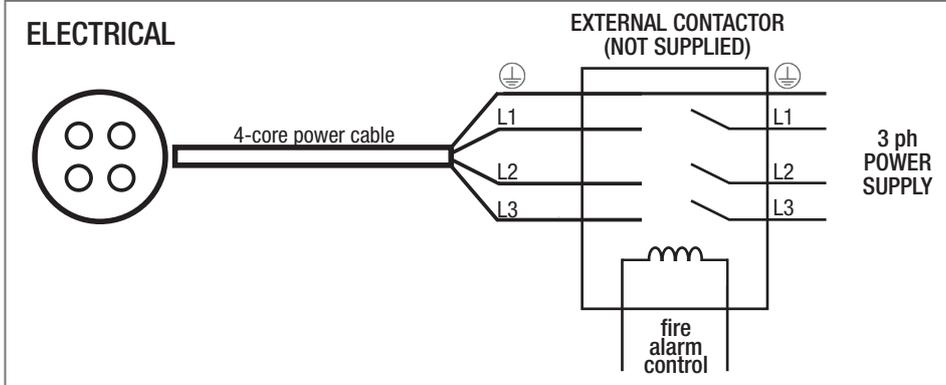 ELECTRICAL
EXTERNAL CONTACTOR
(NOT SUPPLIED)
4-core power cable
L1
L2
L3
L1
L2
L3
3 ph
POWER
SUPPLY
fire
alarm
control